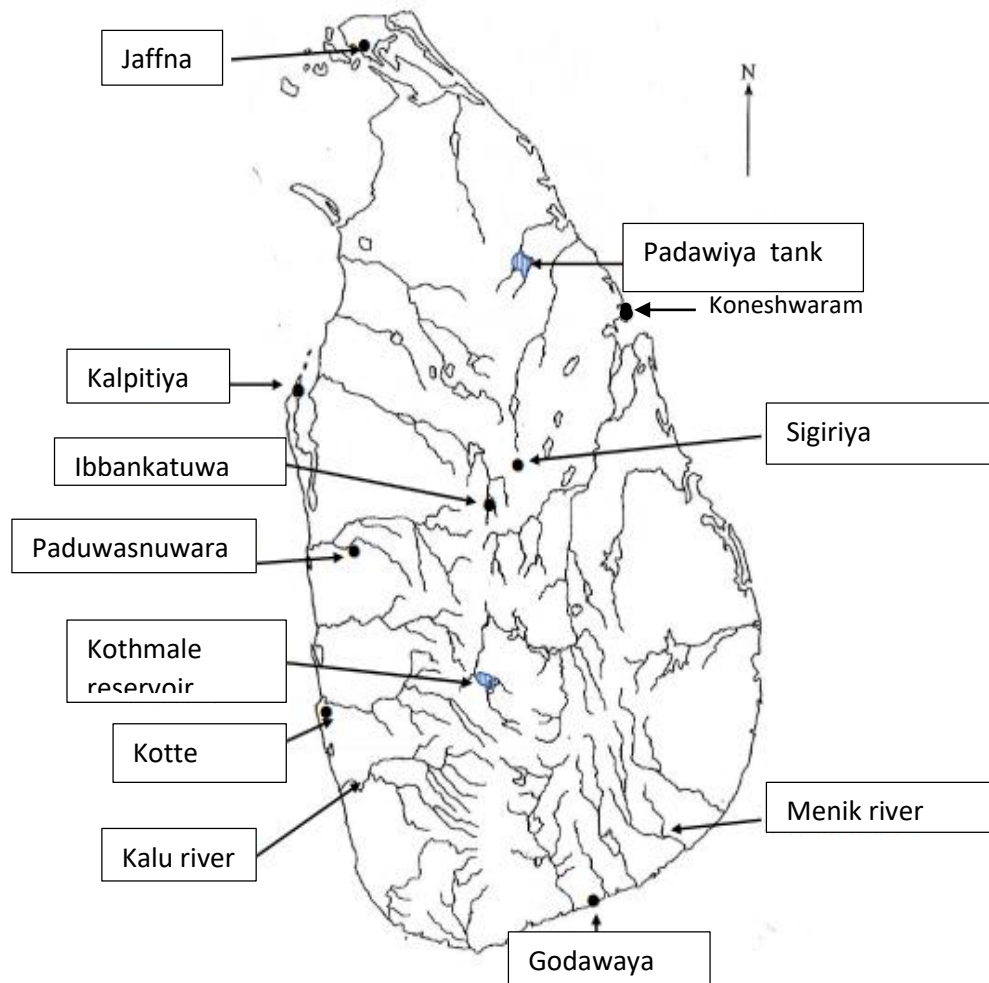 Jaffna
N
Padawiya tank
Koneshwaram
Kalpitiya
Sigiriya
Ibbankatuwa
Paduwasnuwara
Kothmale
reservoir
Kotte
Menik river
Kalu river
Godawaya